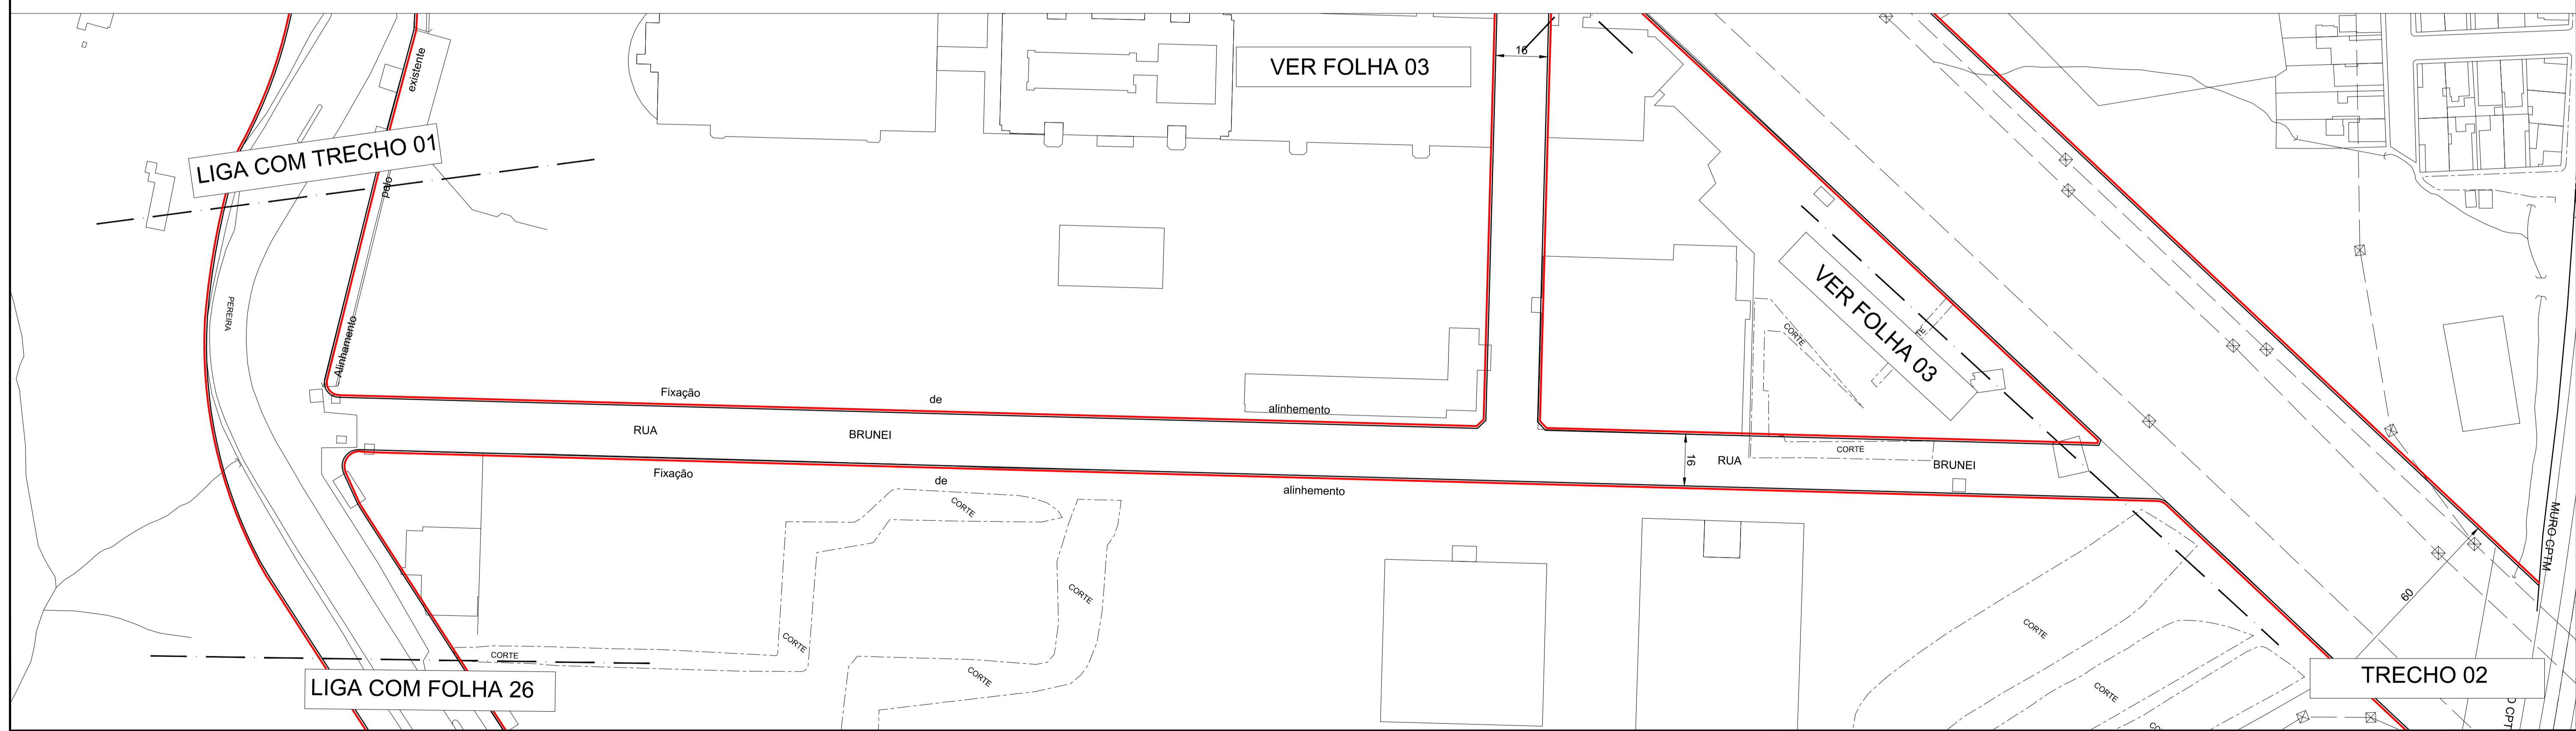 existente
16
VER FOLHA 03
LIGA COM TRECHO 01
pelo
PEREIRA
Alinhamento
CORTE
VER FOLHA 03
Fixação de alinhemento
RUA BRUNEI
CORTE
16
RUA BRUNEI
Fixação de alinhemento
CORTE
CORTE
CORTE
CORTE
CORTE
CORTE
CORTE
MURO CPTM
60
LIGA COM FOLHA 26
TRECHO 02